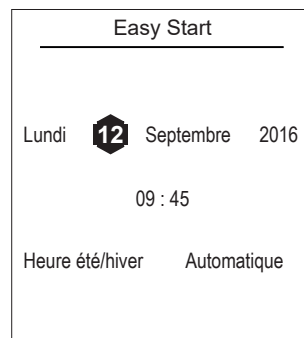 Easy Start
Lundi 12 Septembre 2016
09 : 45
Heure été/hiver Automatique